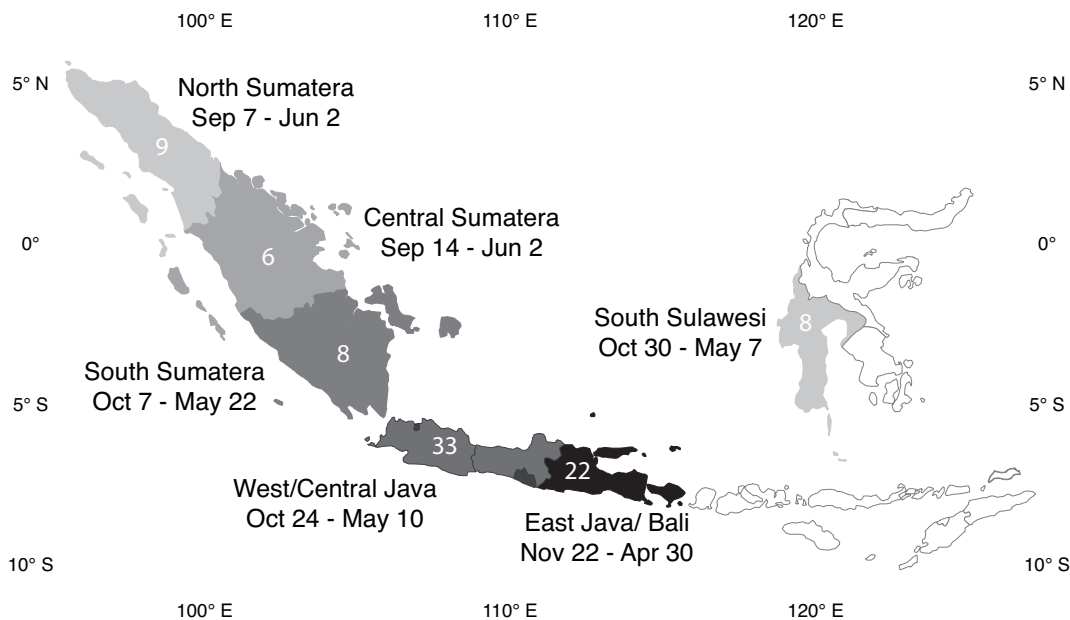 100° E
110° E
120° E
5° N
5° N
North Sumatera
Sep 7 - Jun 2
9
Central Sumatera
Sep 14 - Jun 2
0°
0°
6
South Sulawesi
Oct 30 - May 7
8
8
South Sumatera
Oct 7 - May 22
5° S
5° S
33
22
West/Central Java
Oct 24 - May 10
East Java/ Bali
Nov 22 - Apr 30
10° S
10° S
100° E
110° E
120° E